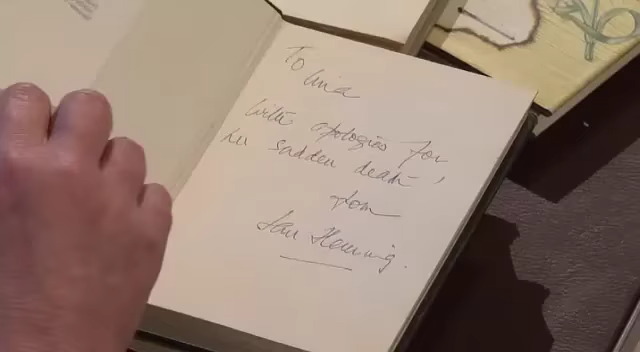 To Una
With apologies for
her sudden death,
from
Ian Fleming.